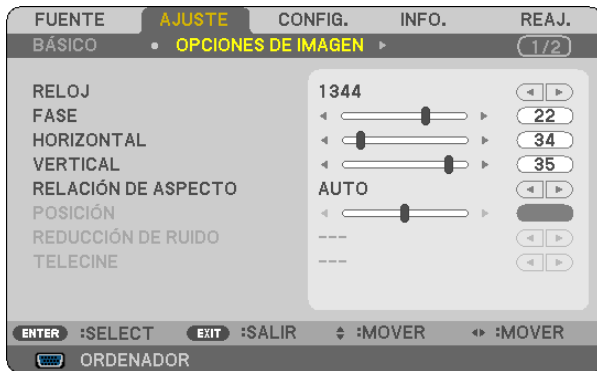 FUENTE AJUSTE CONFIG. INFO. REAJ.
BÁSICO • OPCIONES DE IMAGEN ▶ 1/2
RELOJ 1344
FASE 22
HORIZONTAL 34
VERTICAL 35
RELACIÓN DE ASPECTO AUTO
POSICIÓN
REDUCCIÓN DE RUIDO ---
TELECINE ---
ENTER :SELECT EXIT :SALIR :MOVER :MOVER
ORDENADOR